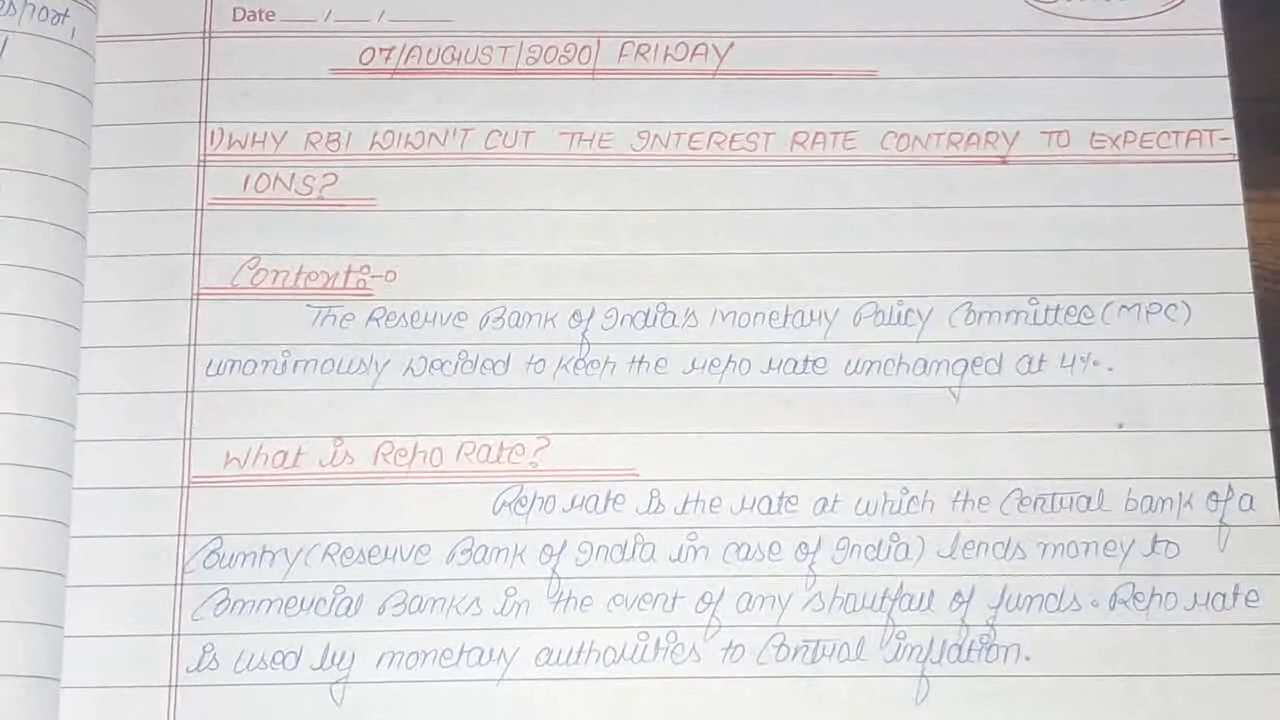 esport,
Date ___/___/_____
07/AUGUST/2020/ FRIDAY
1) WHY RBI DIDN'T CUT THE INTEREST RATE CONTRARY TO EXPECTAT-
IONS?
Context:-
The Reserve Bank of India's monetary Policy Committee (MPC)
unanimously decided to keep the repo rate unchanged at 4%.
What is Repo Rate?
Repo rate is the rate at which the Central bank of a
Country (Reserve Bank of India in case of India) lends money to
Commercial Banks in the event of any shortfall of funds. Repo rate
is used by monetary authorities to Control inflation.